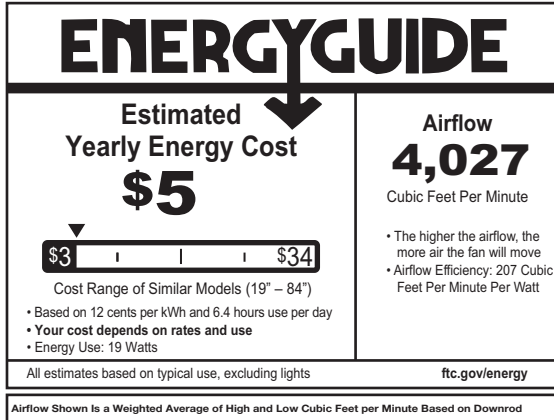 ENERGYGUIDE
Estimated
Yearly Energy Cost
$5
$3
$34
Cost Range of Similar Models (19” – 84”)
• Based on 12 cents per kWh and 6.4 hours use per day
• Your cost depends on rates and use
• Energy Use: 19 Watts
Airflow
4,027
Cubic Feet Per Minute
• The higher the airflow, the
more air the fan will move
• Airflow Efficiency: 207 Cubic
Feet Per Minute Per Watt
All estimates based on typical use, excluding lights
ftc.gov/energy
Airflow Shown Is a Weighted Average of High and Low Cubic Feet per Minute Based on Downrod